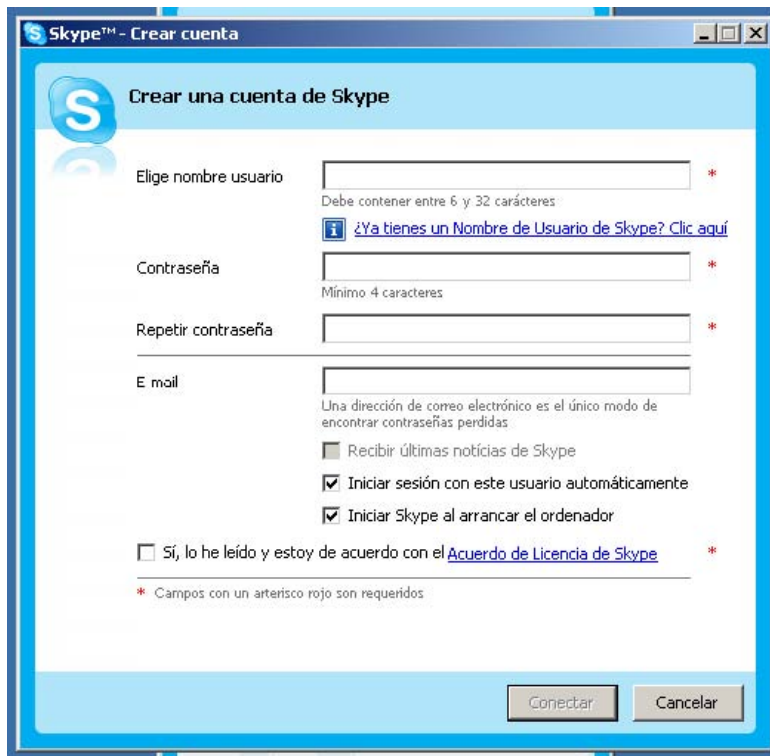 Skype™ - Crear cuenta
Crear una cuenta de Skype
Elige nombre usuario *
Debe contener entre 6 y 32 carácteres
¿Ya tienes un Nombre de Usuario de Skype? Clic aquí
Contraseña *
Mínimo 4 caracteres
Repetir contraseña *
E mail
Una dirección de correo electrónico es el único modo de
encontrar contraseñas perdidas
Recibir últimas notícias de Skype
Iniciar sesión con este usuario automáticamente
Iniciar Skype al arrancar el ordenador
Sí, lo he leído y estoy de acuerdo con el Acuerdo de Licencia de Skype *
* Campos con un arterisco rojo son requeridos
Conectar Cancelar